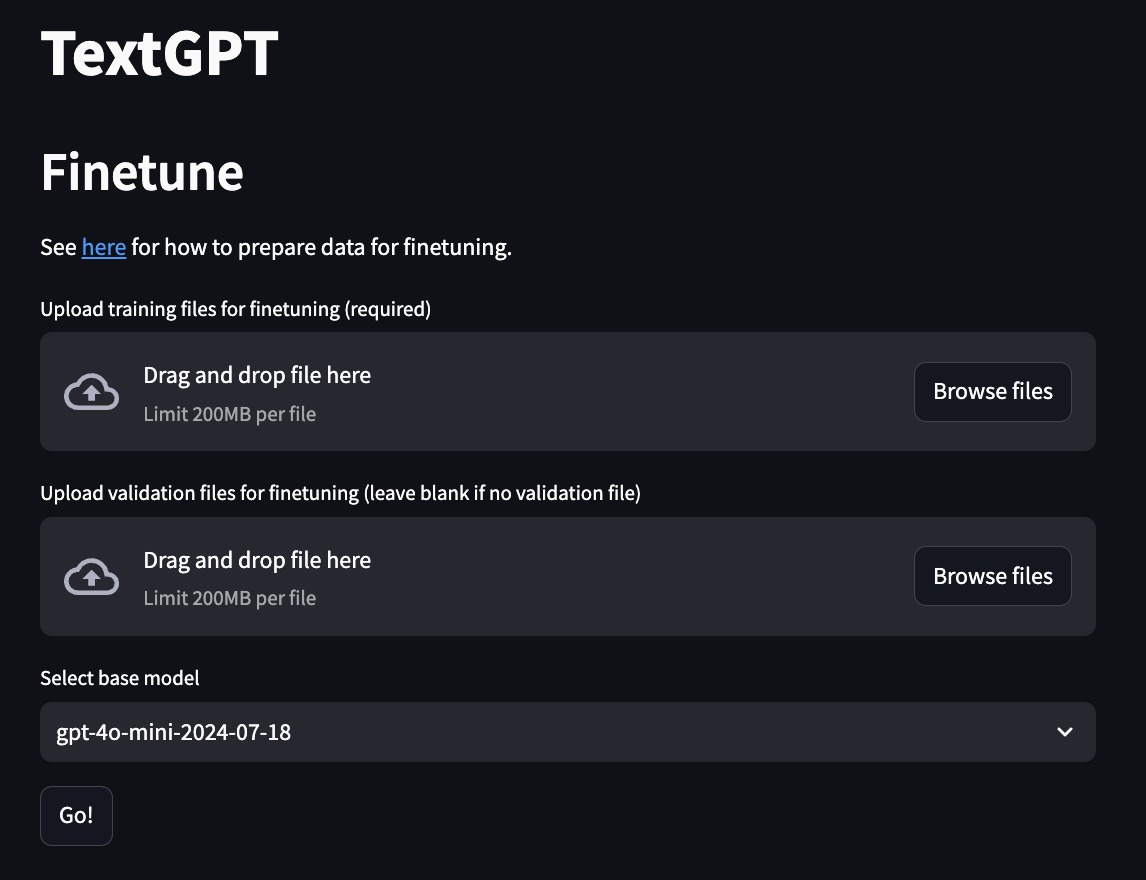 TextGPT
Finetune
See here for how to prepare data for finetuning.
Upload training files for finetuning (required)
Drag and drop file here
Limit 200MB per file
Browse files
Upload validation files for finetuning (leave blank if no validation file)
Drag and drop file here
Limit 200MB per file
Browse files
Select base model
gpt-4o-mini-2024-07-18
Go!